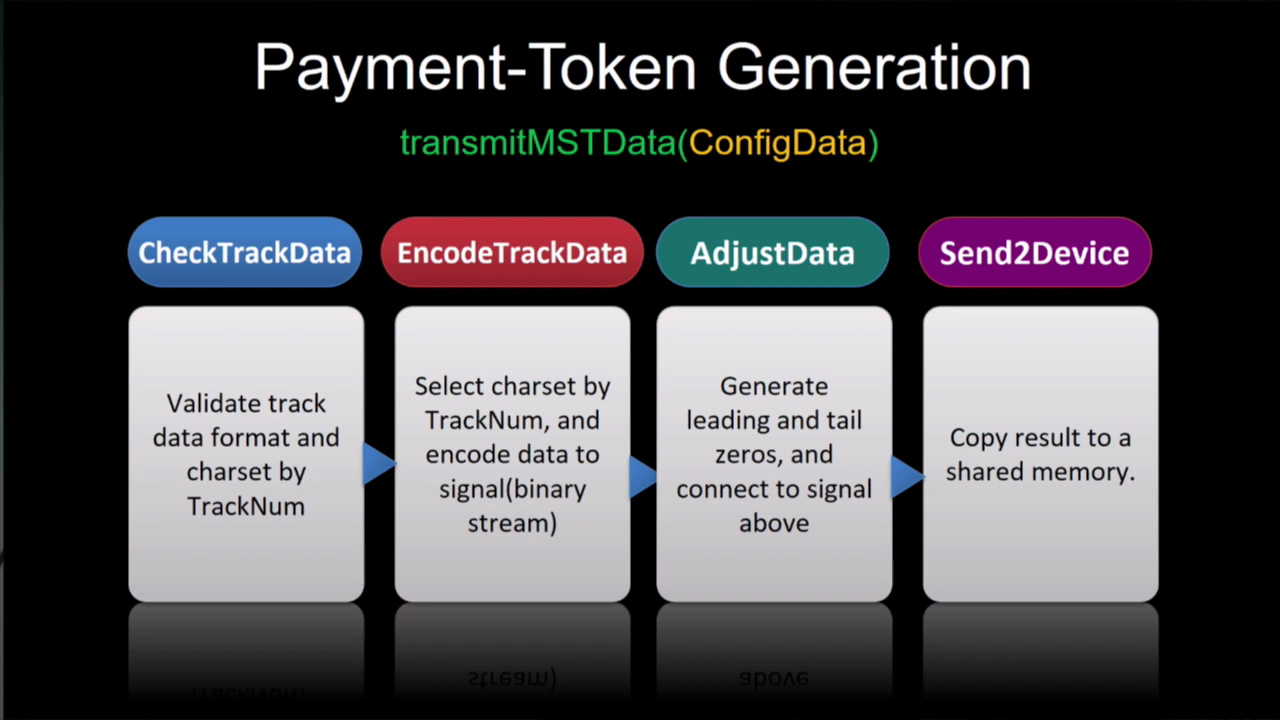 Payment-Token Generation
transmitMSTData(ConfigData)
CheckTrackData
EncodeTrackData
AdjustData
Send2Device
Validate track
data format and
charset by
TrackNum
Select charset by
TrackNum, and
encode data to
signal(binary
stream)
Generate
leading and tail
zeros, and
connect to signal
above
Copy result to a
shared memory.